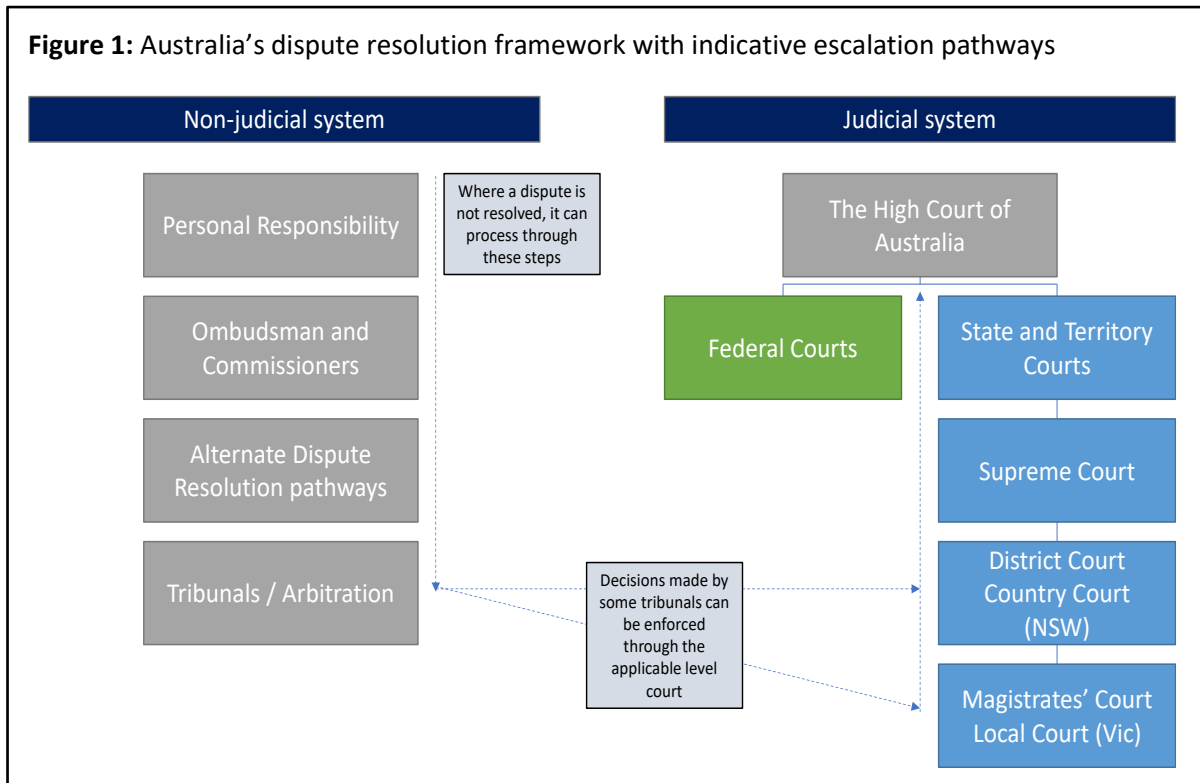 Figure 1: Australia’s dispute resolution framework with indicative escalation pathways
Non-judicial system
Judicial system
Personal Responsibility
Where a dispute is
not resolved, it can
process through
these steps
The High Court of
Australia
Ombudsman and
Commissioners
Federal Courts
State and Territory
Courts
Alternate Dispute
Resolution pathways
Supreme Court
Tribunals / Arbitration
Decisions made by
some tribunals can
be enforced
through the
applicable level
court
District Court
Country Court
(NSW)
Magistrates’ Court
Local Court (Vic)